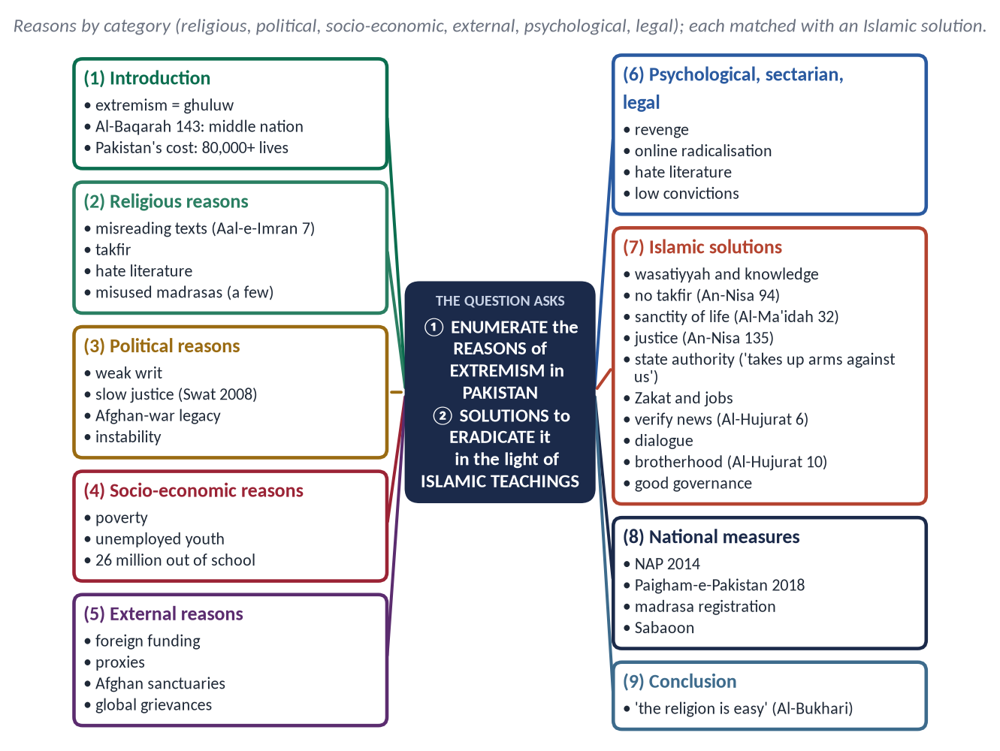 Reasons by category (religious, political, socio-economic, external, psychological, legal); each matched with an Islamic solution.
(1) Introduction
• extremism = ghuluw
• Al-Baqarah 143: middle nation
• Pakistan's cost: 80,000+ lives
(2) Religious reasons
• misreading texts (Aal-e-Imran 7)
• takfir
• hate literature
• misused madrasas (a few)
(3) Political reasons
• weak writ
• slow justice (Swat 2008)
• Afghan-war legacy
• instability
(4) Socio-economic reasons
• poverty
• unemployed youth
• 26 million out of school
(5) External reasons
• foreign funding
• proxies
• Afghan sanctuaries
• global grievances
THE QUESTION ASKS
① ENUMERATE the
REASONS of
EXTREMISM in
PAKISTAN
② SOLUTIONS to
ERADICATE it
in the light of
ISLAMIC TEACHINGS
(6) Psychological, sectarian,
legal
• revenge
• online radicalisation
• hate literature
• low convictions
(7) Islamic solutions
• wasatiyyah and knowledge
• no takfir (An-Nisa 94)
• sanctity of life (Al-Ma'idah 32)
• justice (An-Nisa 135)
• state authority ('takes up arms against
us')
• Zakat and jobs
• verify news (Al-Hujurat 6)
• dialogue
• brotherhood (Al-Hujurat 10)
• good governance
(8) National measures
• NAP 2014
• Paigham-e-Pakistan 2018
• madrasa registration
• Sabaoon
(9) Conclusion
• 'the religion is easy' (Al-Bukhari)